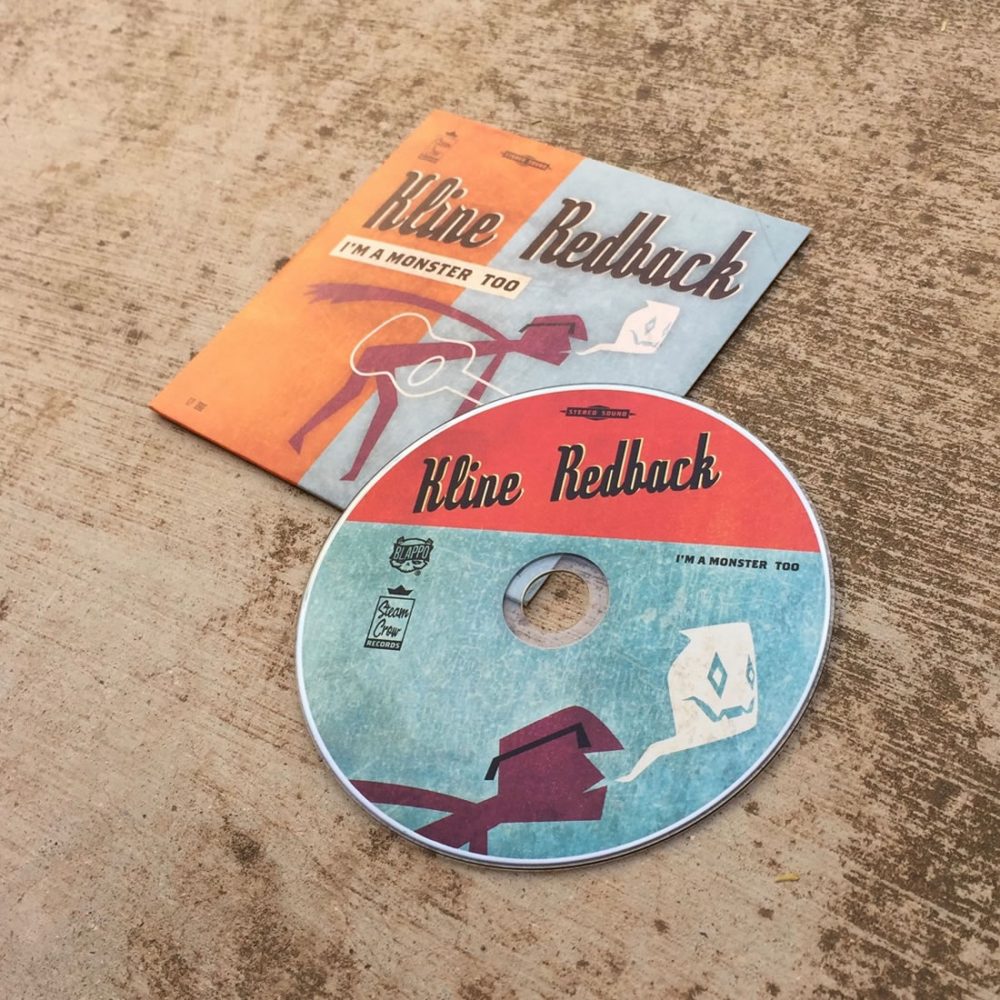 STEREO SOUND
Kline Redback
I'M A MONSTER TOO
STEREO SOUND
Kline Redback
I'M A MONSTER TOO
BLAPPO
®
Steam
Crow
RECORDS